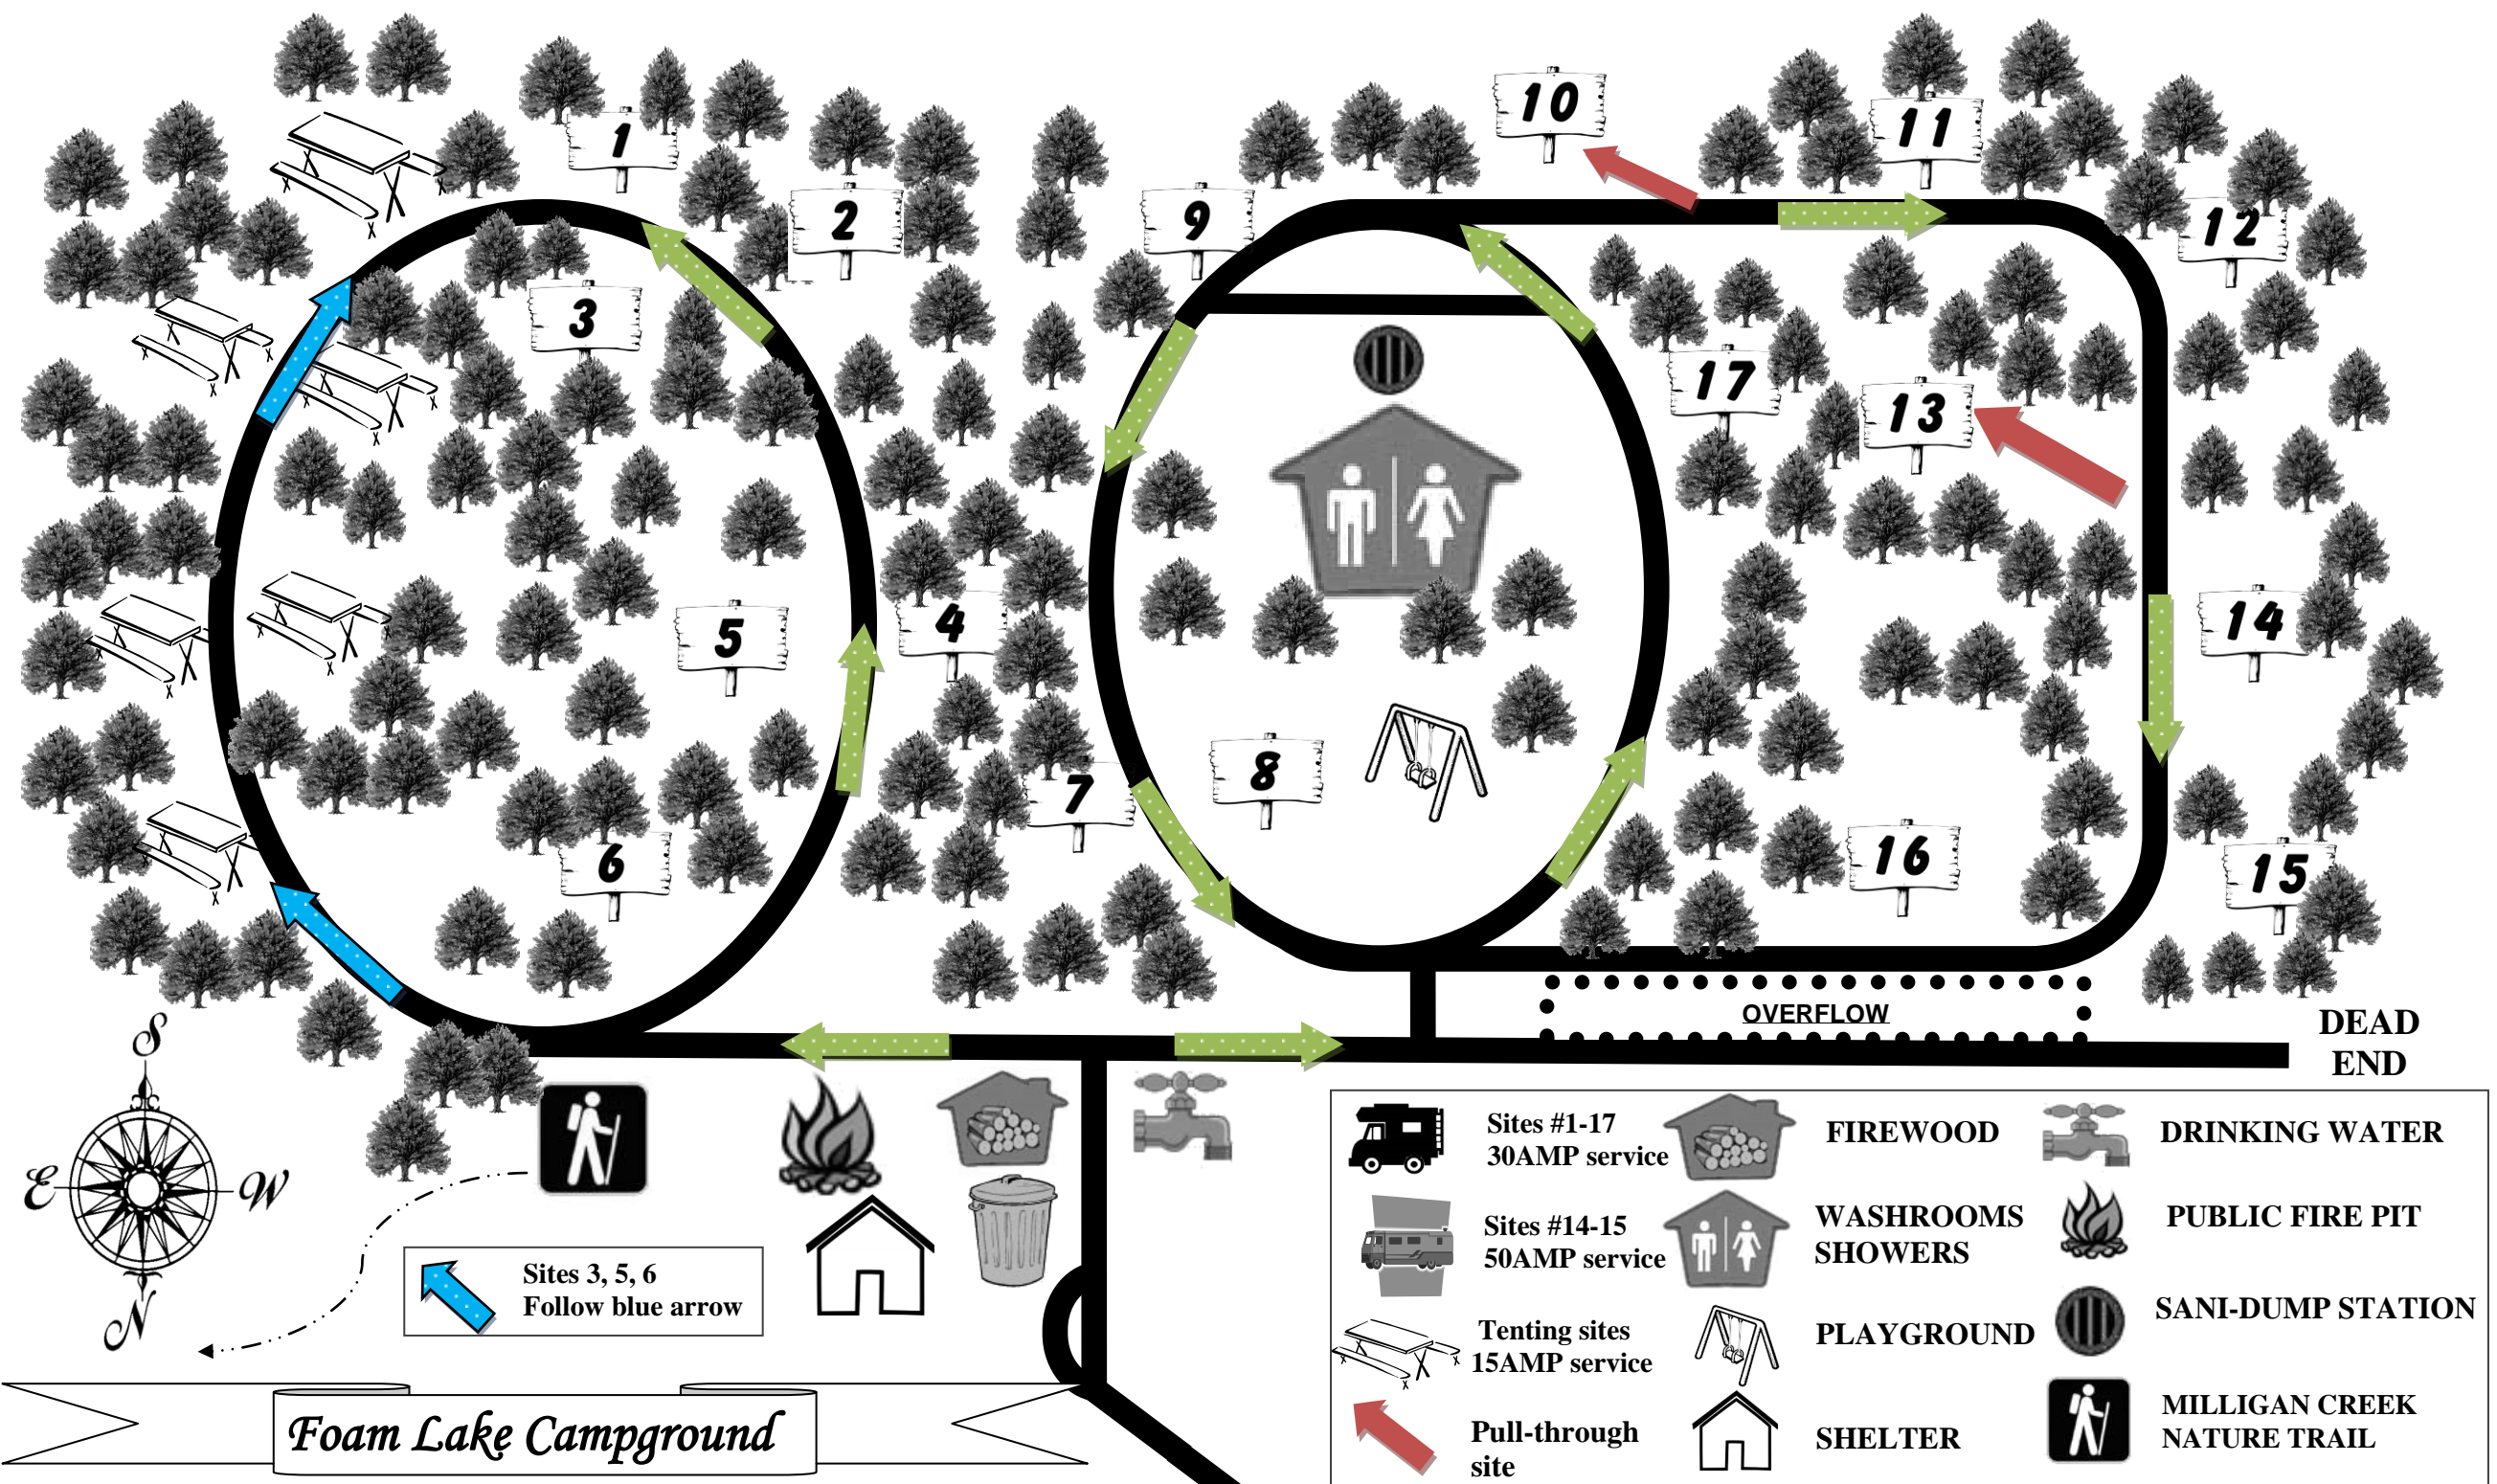 10
11
1
2
9
12
3
17
13
5
4
14
7
8
6
16
15
OVERFLOW
DEAD
END
S
E
W
N
Sites 3, 5, 6
Follow blue arrow
Foam Lake Campground
Sites #1-17
30AMP service
Sites #14-15
50AMP service
Tenting sites
15AMP service
Pull-through
site
FIREWOOD
WASHROOMS
SHOWERS
PLAYGROUND
SHELTER
DRINKING WATER
PUBLIC FIRE PIT
SANI-DUMP STATION
MILLIGAN CREEK
NATURE TRAIL